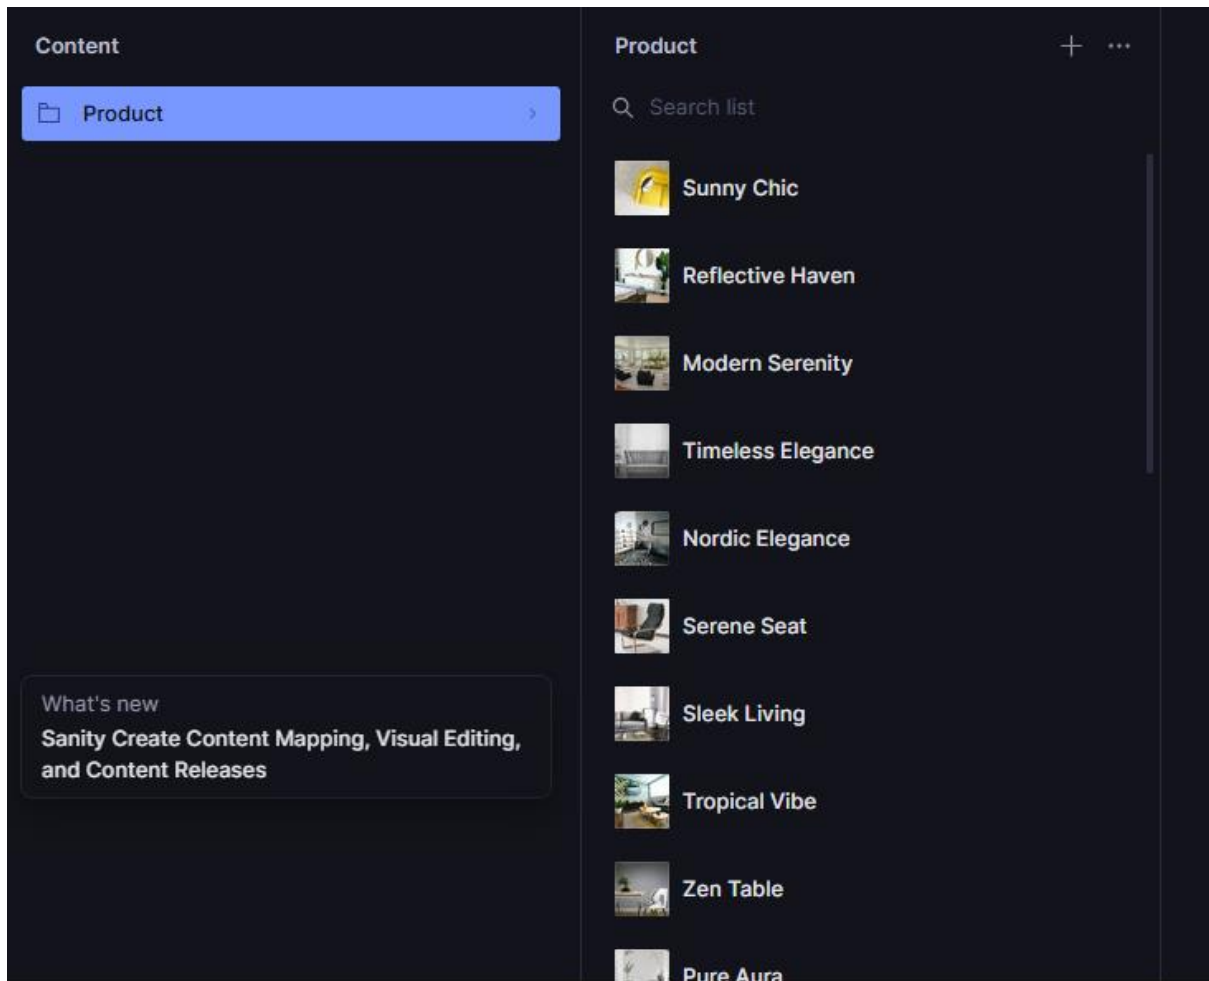 Content
Product
What's new
Sanity Create Content Mapping, Visual Editing,
and Content Releases
Product
Search list
Sunny Chic
Reflective Haven
Modern Serenity
Timeless Elegance
Nordic Elegance
Serene Seat
Sleek Living
Tropical Vibe
Zen Table
Pure Aura